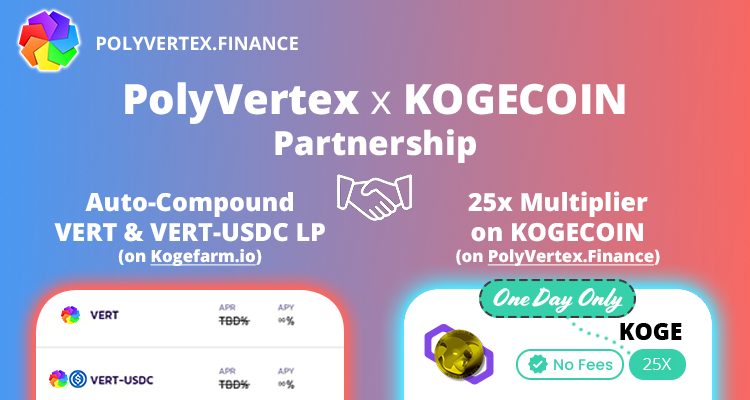 POLYVERTEX.FINANCE
PolyVertex x KOGECOIN
Partnership
Auto-Compound
VERT & VERT-USDC LP
(on Kogefarm.io)
25x Multiplier
on KOGECOIN
(on PolyVertex.Finance)
VERT
APR
TBD%
APY
∞%
VERT-USDC
APR
TBD%
APY
∞%
One Day Only
KOGE
No Fees
25X